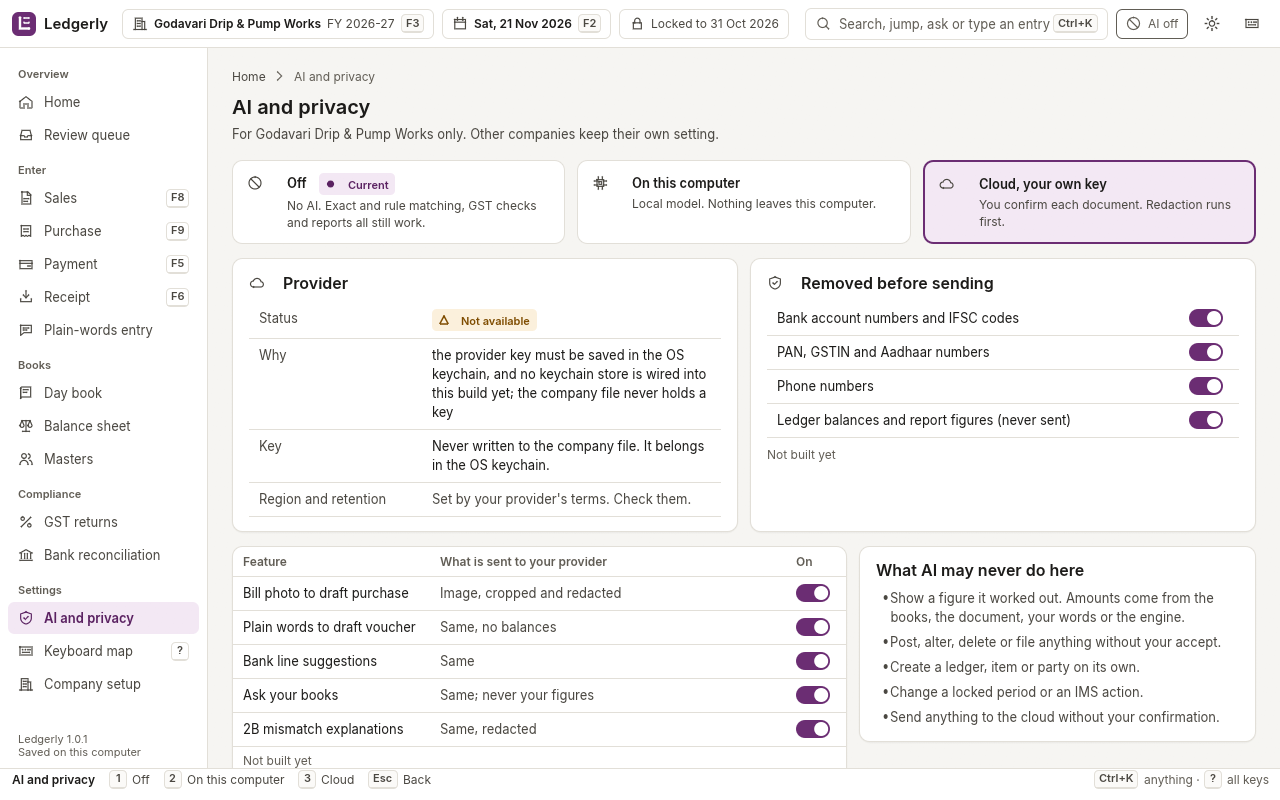 Ledgerly
Godavari Drip & Pump Works FY 2026-27 F3
Sat, 21 Nov 2026 F2
Locked to 31 Oct 2026
Search, jump, ask or type an entry Ctrl+K
AI off
Overview
Home
Review queue
Enter
Sales F8
Purchase F9
Payment F5
Receipt F6
Plain-words entry
Books
Day book
Balance sheet
Masters
Compliance
GST returns
Bank reconciliation
Settings
AI and privacy
Keyboard map ?
Company setup
Ledgerly 1.0.1
Saved on this computer
Home AI and privacy
AI and privacy
For Godavari Drip & Pump Works only. Other companies keep their own setting.
Off Current
No AI. Exact and rule matching, GST checks
and reports all still work.
On this computer
Local model. Nothing leaves this computer.
Cloud, your own key
You confirm each document. Redaction runs
first.
Provider
Status Not available
Why the provider key must be saved in the OS
keychain, and no keychain store is wired into
this build yet; the company file never holds a
key
Key Never written to the company file. It belongs
in the OS keychain.
Region and retention Set by your provider's terms. Check them.
Removed before sending
Bank account numbers and IFSC codes
PAN, GSTIN and Aadhaar numbers
Phone numbers
Ledger balances and report figures (never sent)
Not built yet
Feature What is sent to your provider On
Bill photo to draft purchase Image, cropped and redacted
Plain words to draft voucher Same, no balances
Bank line suggestions Same
Ask your books Same; never your figures
2B mismatch explanations Same, redacted
Not built yet
What AI may never do here
•Show a figure it worked out. Amounts come from the
books, the document, your words or the engine.
•Post, alter, delete or file anything without your accept.
•Create a ledger, item or party on its own.
•Change a locked period or an IMS action.
•Send anything to the cloud without your confirmation.
AI and privacy 1 Off 2 On this computer 3 Cloud Esc Back
Ctrl+K anything · ? all keys